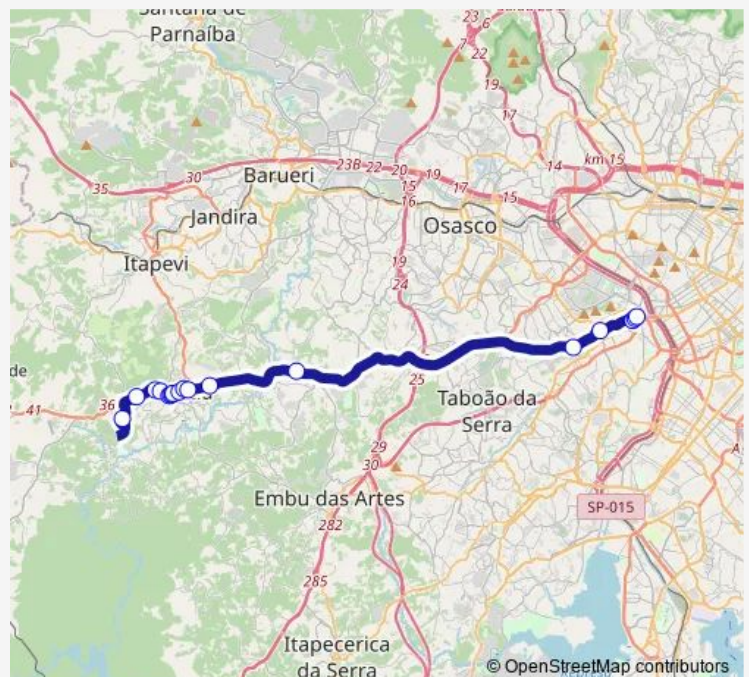 Santana de
Parnaíba
23
6
7
22
19
17
14
km 15
30
35
23B
22
20
19
15
17
15
16
Barueri
Jandira
Osasco
Itapevi
19
24
de
41
36
25
Taboão da
Serra
29
30
Embu das Artes
282
SP-015
285
Itapecerica
da Serra
© OpenStreetMap contributors